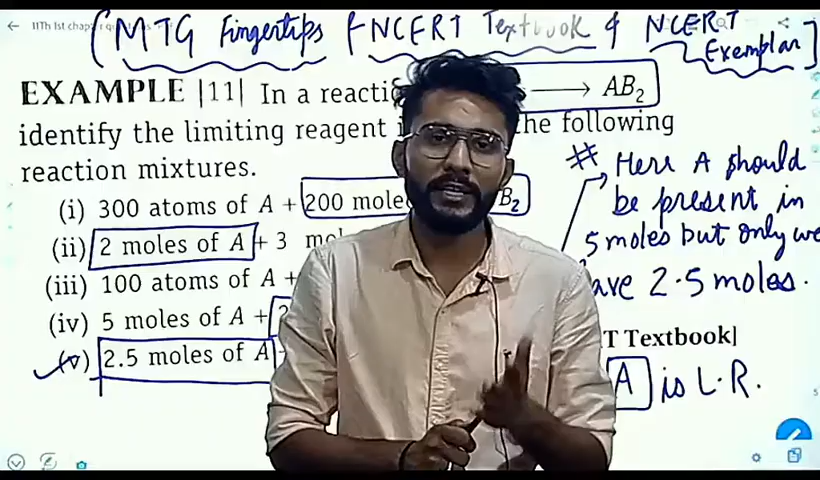 11Th 1st chap
[MTG Fingertips + NCERT Textbook & NCERT
Exemplar]
EXAMPLE |11| In a reacti
AB2
identify the limiting reagent
the following
reaction mixtures.
(i) 300 atoms of A + 200
B2
(ii) 2 moles of A + 3
(iii) 100 atoms of A +
(iv) 5 moles of A +
(v) 2.5 moles of A
# Here A should
be present in
5 moles but only we
have 2.5 moles.
Textbook|
A is L.R.